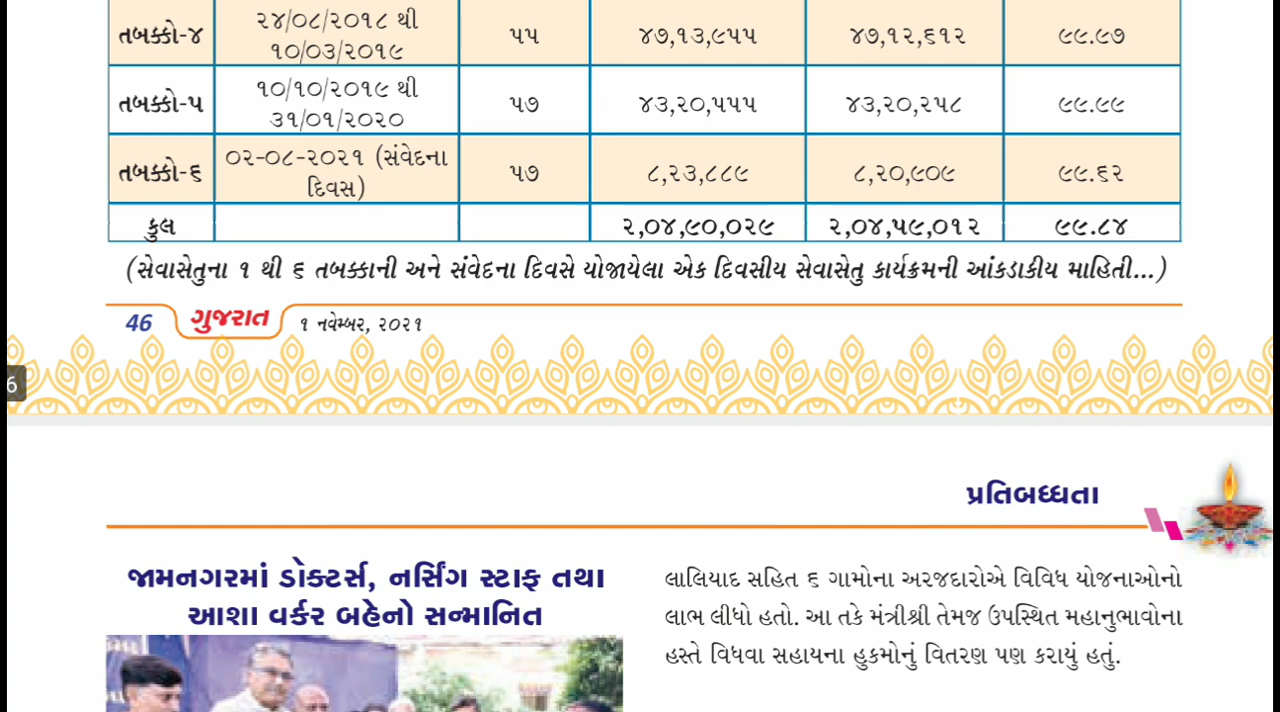 તબક્કો-૪ ૨૪/૦૮/૨૦૧૮ થી ૧૦/૦૩/૨૦૧૯ ૫૫ ૪૭,૧૩,૯૫૫ ૪૭,૧૨,૬૧૨ ૯૯.૯૭
તબક્કો-૫ ૧૦/૧૦/૨૦૧૯ થી ૩૧/૦૧/૨૦૨૦ ૫૭ ૪૩,૨૦,૫૫૫ ૪૩,૨૦,૨૫૮ ૯૯.૯૯
તબક્કો-૬ ૦૨-૦૮-૨૦૨૧ (સંવેદના દિવસ) ૫૭ ૮,૨૩,૮૮૯ ૮,૨૦,૯૦૯ ૯૯.૬૨
કુલ ૨,૦૪,૯૦,૦૨૯ ૨,૦૪,૫૯,૦૧૨ ૯૯.૮૪
(સેવાસેતુના ૧ થી ૬ તબક્કાની અને સંવેદના દિવસે યોજાયેલા એક દિવસીય સેવાસેતુ કાર્યક્રમની આંકડાકીય માહિતી...)
46 ગુજરાત ૧ નવેમ્બર, ૨૦૨૧
6
પ્રતિબધ્ધતા
જામનગરમાં ડોક્ટર્સ, નર્સિંગ સ્ટાફ તથા
આશા વર્કર બહેનો સન્માનિત
લાલિયાદ સહિત ૬ ગામોના અરજદારોએ વિવિધ યોજનાઓનો
લાભ લીધો હતો. આ તકે મંત્રીશ્રી તેમજ ઉપસ્થિત મહાનુભાવોના
હસ્તે વિધવા સહાયના હુકમોનું વિતરણ પણ કરાયું હતું.